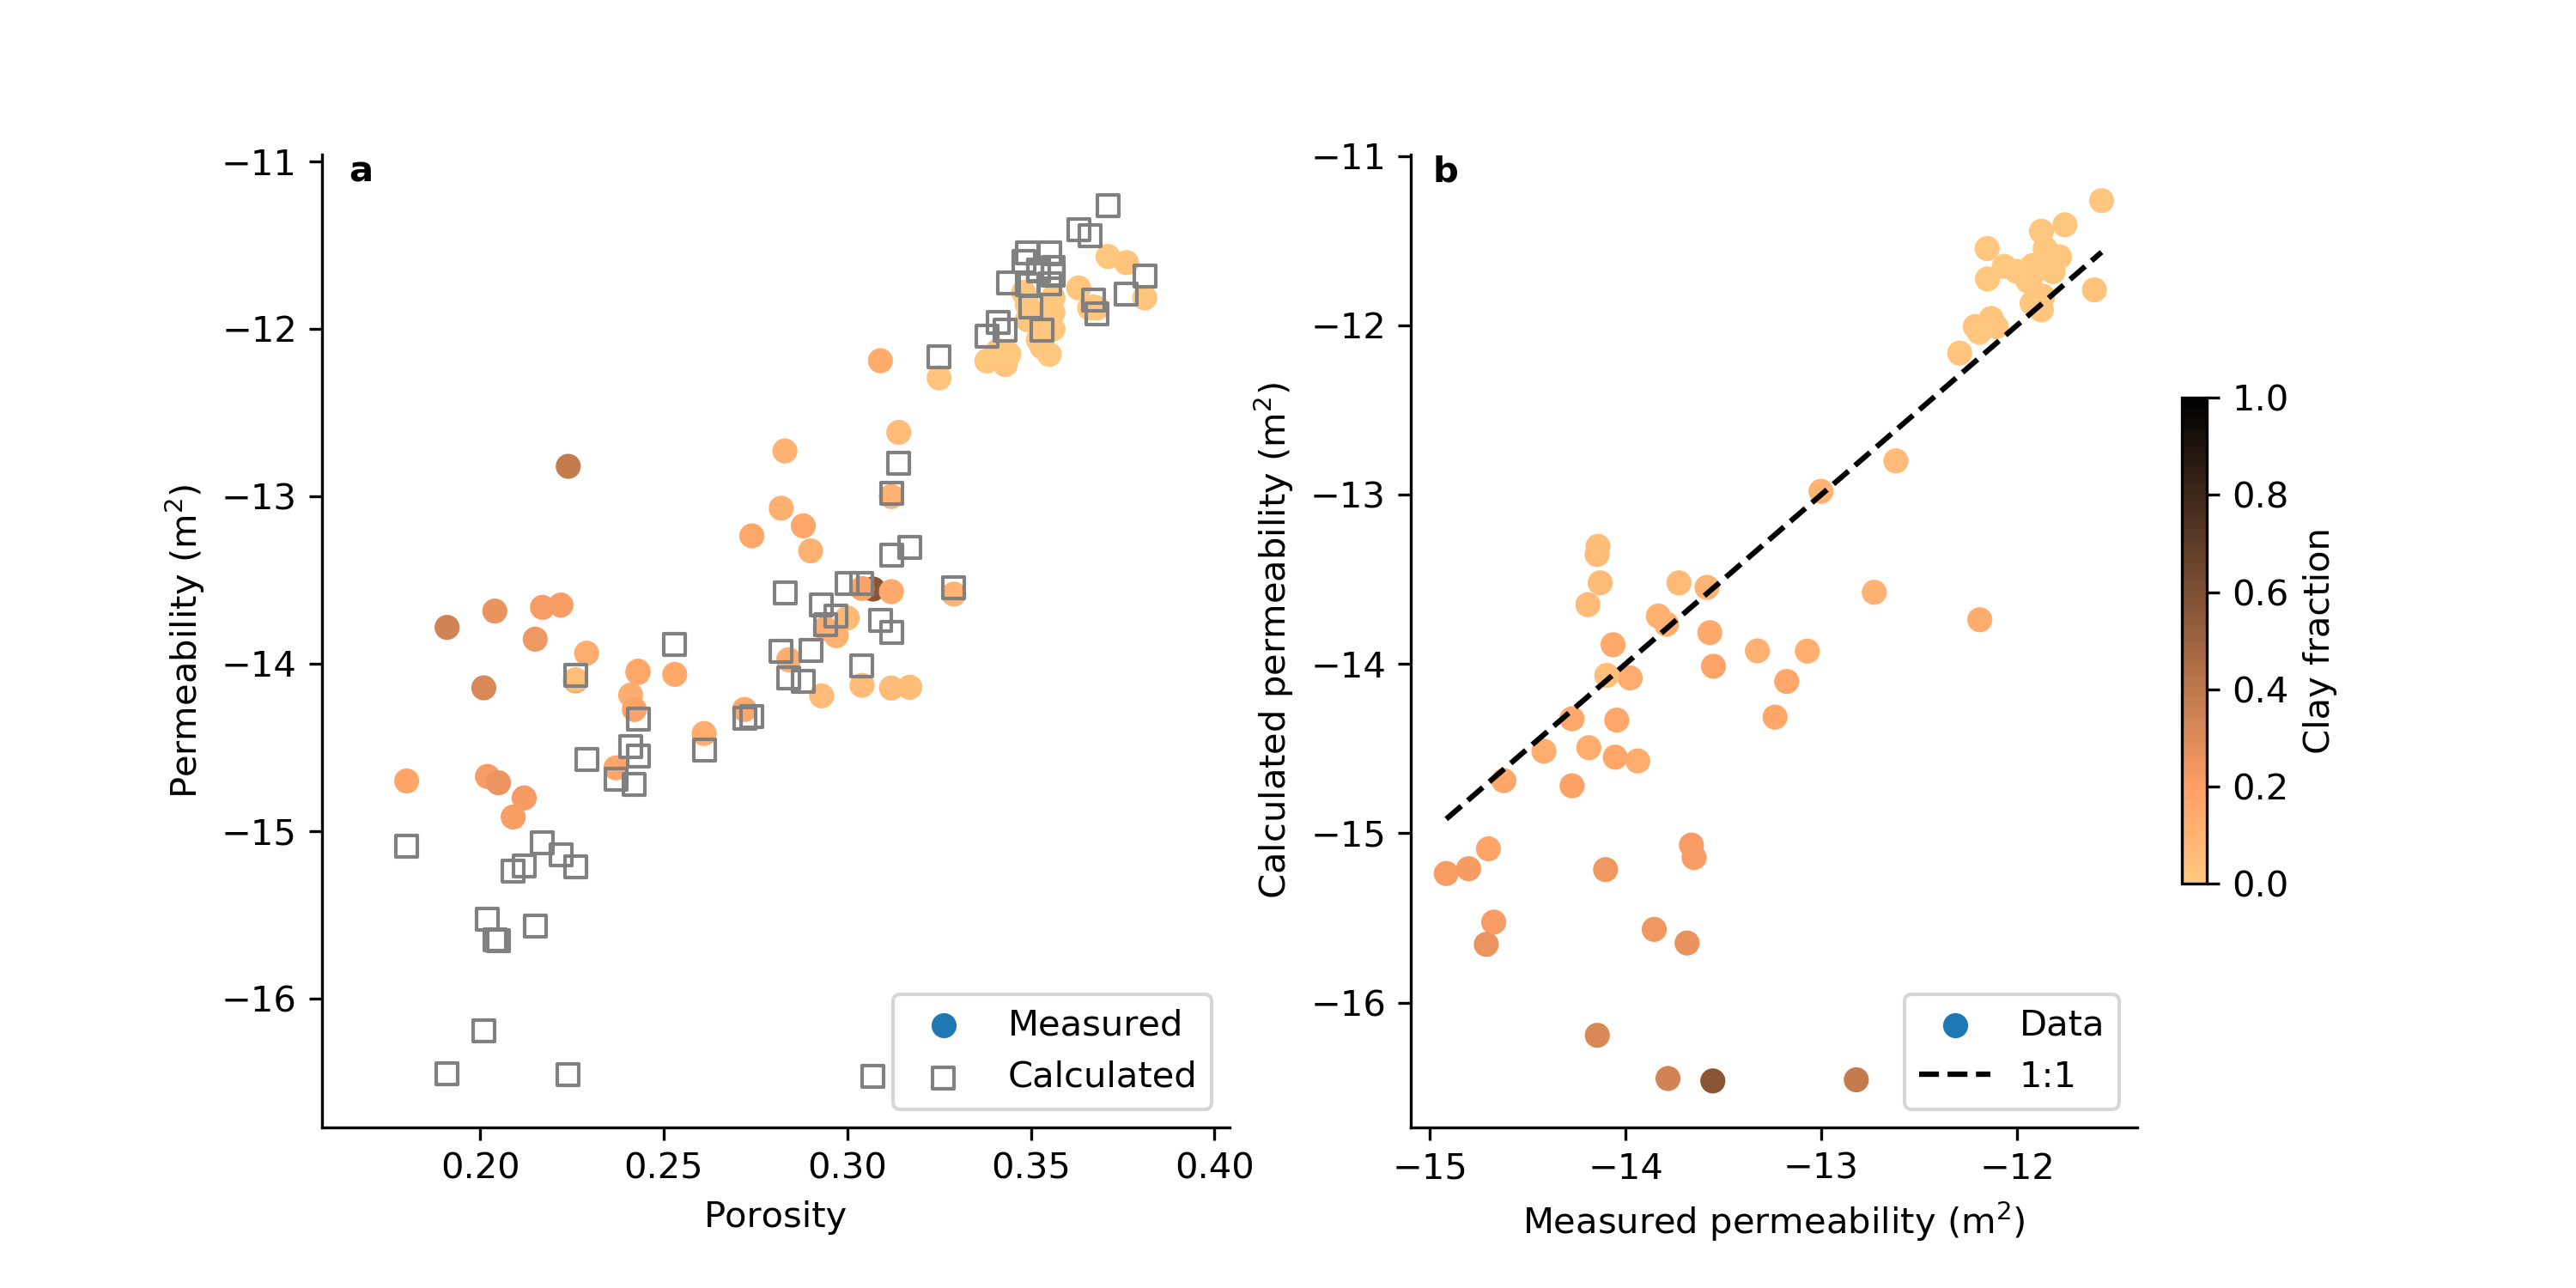 a
−11
−12
−13
−14
−15
−16
Permeability (m²)
0.20 0.25 0.30 0.35 0.40
Porosity
Measured
Calculated
b
−11
−12
−13
−14
−15
−16
Calculated permeability (m²)
−15 −14 −13 −12
Measured permeability (m²)
Data
1:1
1.0
0.8
0.6
0.4
0.2
0.0
Clay fraction